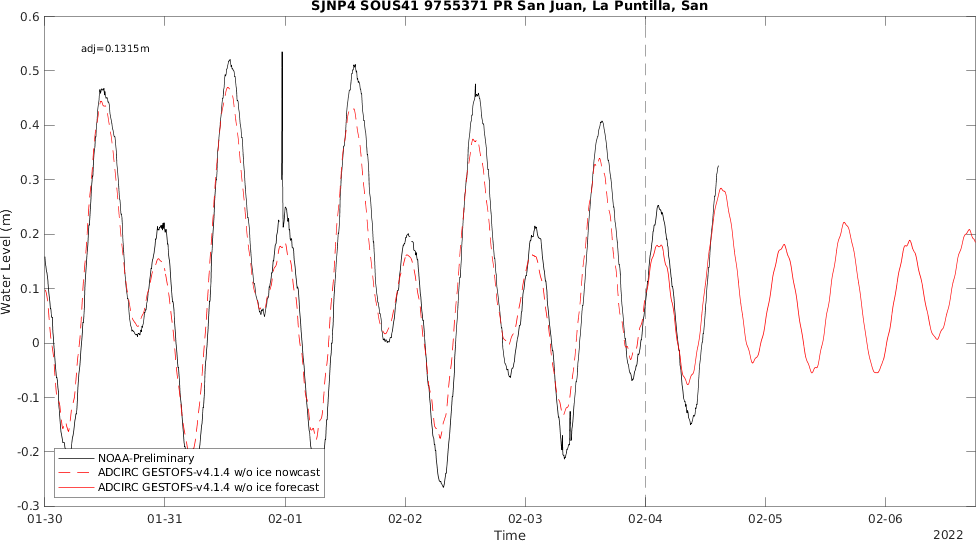 SJNP4 SOUS41 9755371 PR San Juan, La Puntilla, San
adj=0.1315m
Water Level (m)
0.6
0.5
0.4
0.3
0.2
0.1
0
-0.1
-0.2
-0.3
NOAA-Preliminary
ADCIRC GESTOFS-v4.1.4 w/o ice nowcast
ADCIRC GESTOFS-v4.1.4 w/o ice forecast
01-30 01-31 02-01 02-02 02-03 02-04 02-05 02-06
Time
2022